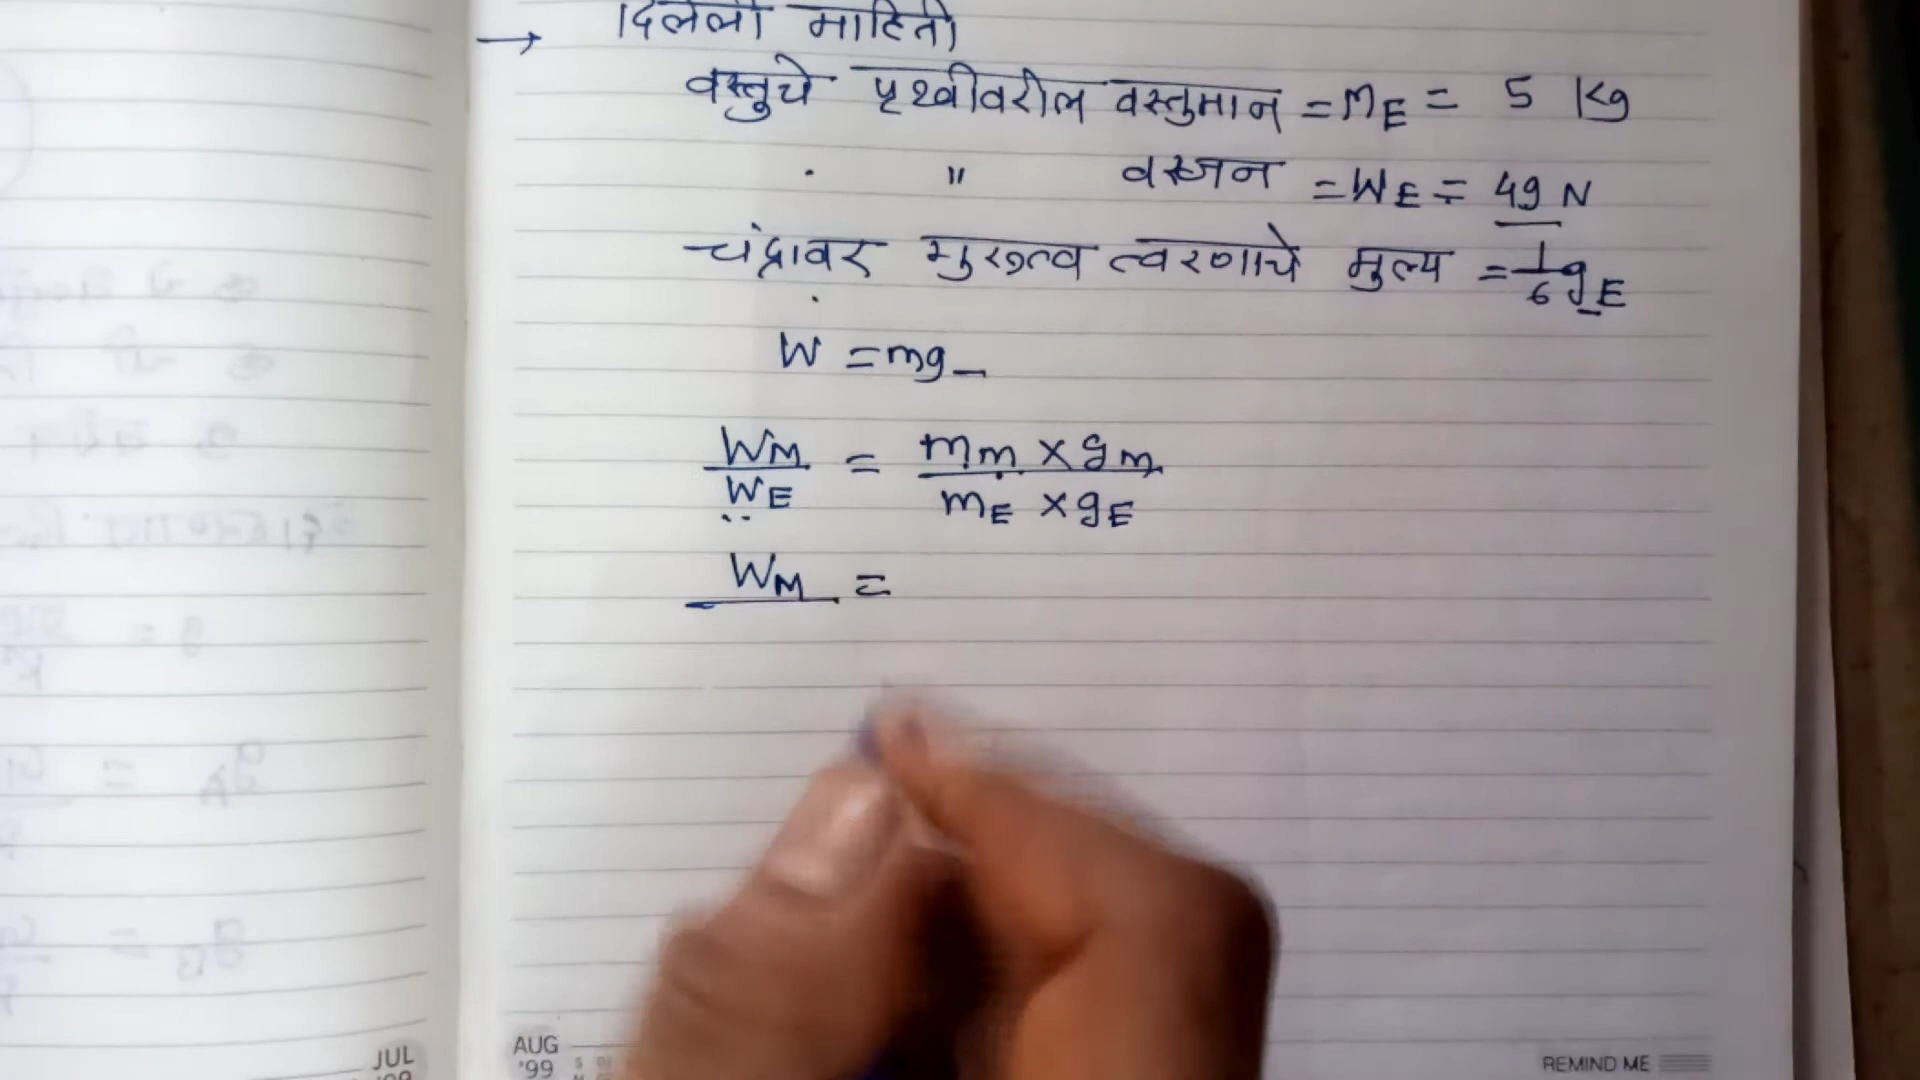 → दिलेली माहिती
वस्तुचे पृथ्वीवरील वस्तुमान = mE = 5 Kg
" वजन = WE = 49 N
चंद्रावर गुरुत्व त्वरणाचे मुल्य = 1/6 gE
W = mg
WM/WE = mm × gm / mE × gE
WM =
JUL
AUG
'99
REMIND ME